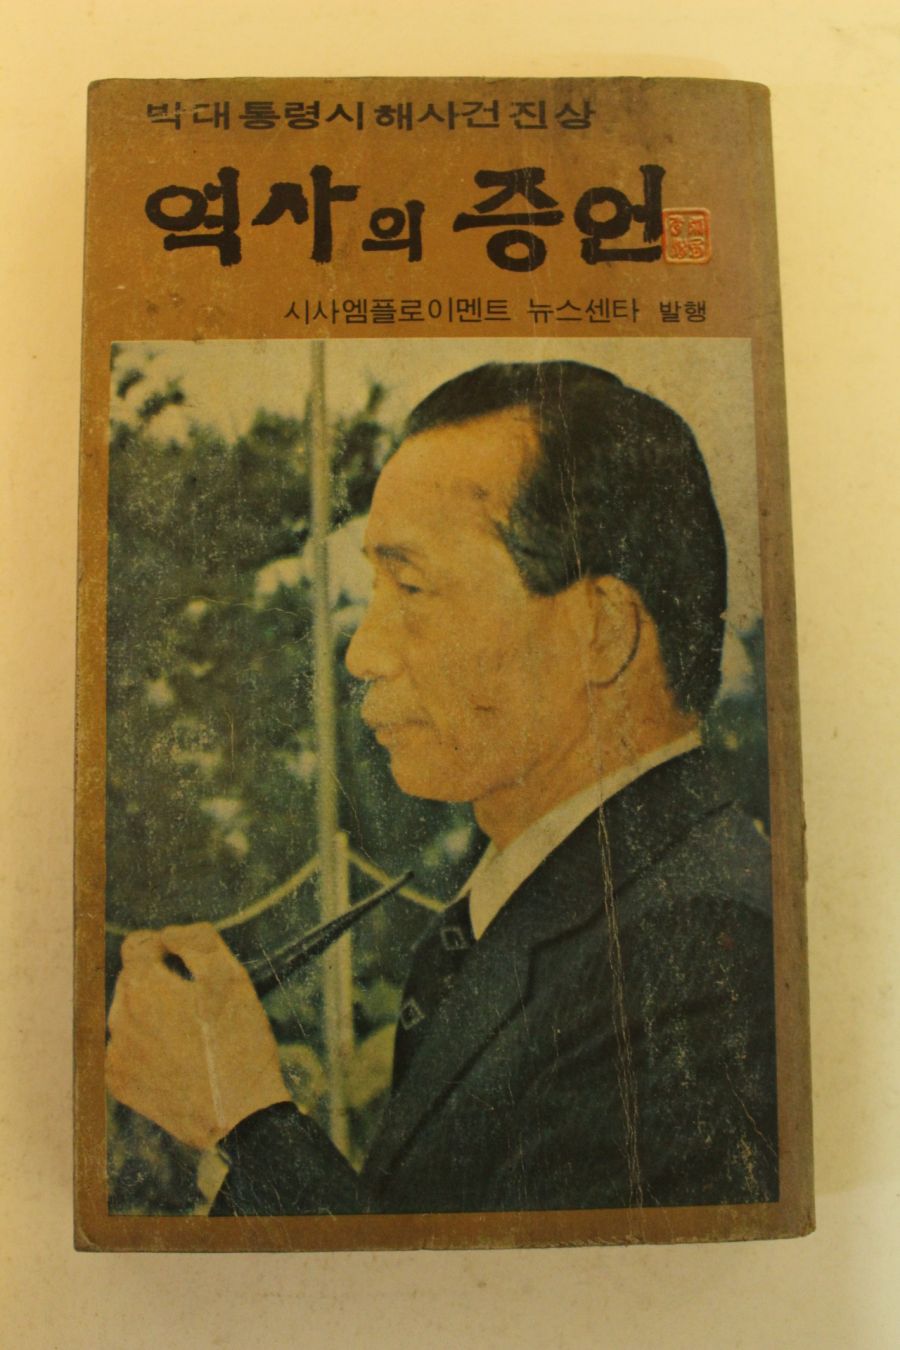 박대통령시해사건진상
역사의 증언
시사엠플로이멘트 뉴스센타 발행